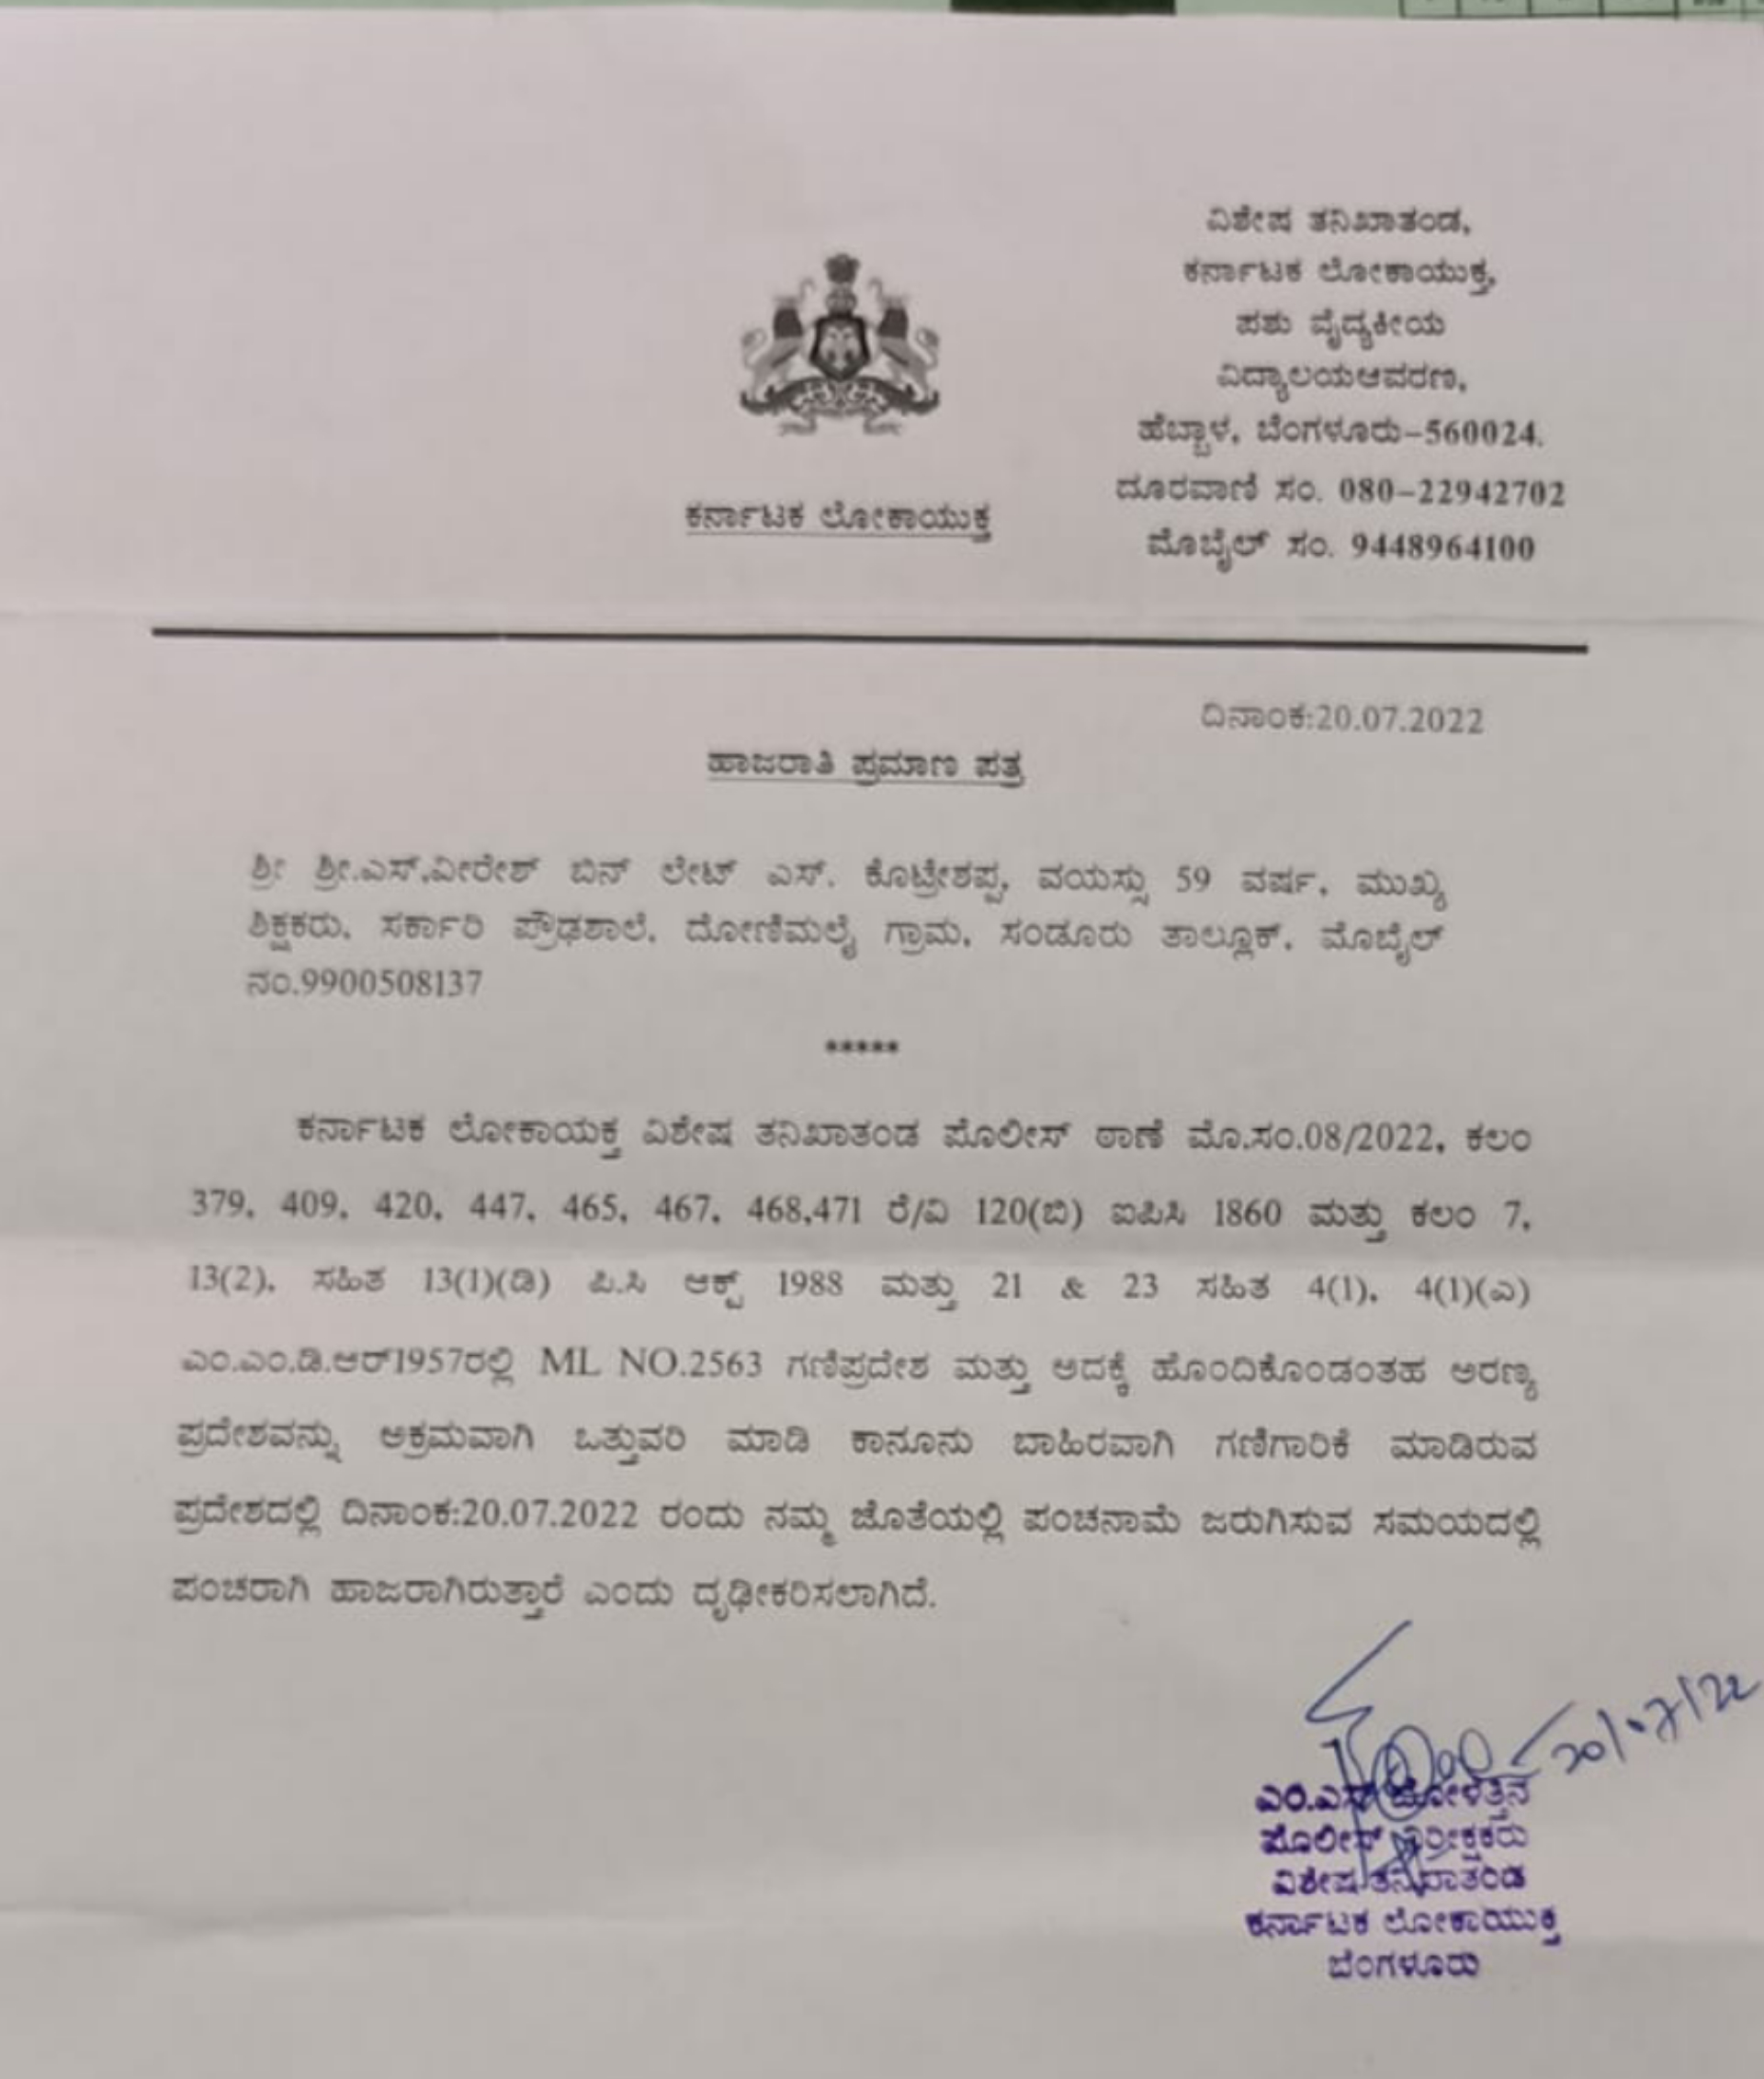 ವಿಶೇಷ ತನಿಖಾತಂಡ,
ಕರ್ನಾಟಕ ಲೋಕಾಯುಕ್ತ,
ಪಶು ವೈದ್ಯಕೀಯ
ವಿದ್ಯಾಲಯಆವರಣ,
ಹೆಬ್ಬಾಳ, ಬೆಂಗಳೂರು-560024.
ದೂರವಾಣಿ ಸಂ. 080-22942702
ಮೊಬೈಲ್ ಸಂ. 9448964100
ಕರ್ನಾಟಕ ಲೋಕಾಯುಕ್ತ
ದಿನಾಂಕ:20.07.2022
ಹಾಜರಾತಿ ಪ್ರಮಾಣ ಪತ್ರ
ಶ್ರೀ ಶ್ರೀ.ಎಸ್.ವೀರೇಶ್ ಬಿನ್ ಲೇಟ್ ಎಸ್. ಕೊಟ್ರೇಶಪ್ಪ, ವಯಸ್ಸು 59 ವರ್ಷ, ಮುಖ್ಯ
ಶಿಕ್ಷಕರು, ಸರ್ಕಾರಿ ಪ್ರೌಢಶಾಲೆ, ದೋಣಿಮಲೈ ಗ್ರಾಮ, ಸಂಡೂರು ತಾಲ್ಲೂಕ್, ಮೊಬೈಲ್
ನಂ.9900508137
*****
ಕರ್ನಾಟಕ ಲೋಕಾಯಕ್ತ ವಿಶೇಷ ತನಿಖಾತಂಡ ಪೊಲೀಸ್ ಠಾಣೆ ಮೊ.ಸಂ.08/2022, ಕಲಂ
379, 409, 420, 447, 465, 467, 468,471 ರೆ/ವಿ 120(ಬಿ) ಐಪಿಸಿ 1860 ಮತ್ತು ಕಲಂ 7,
13(2), ಸಹಿತ 13(1)(ಡಿ) ಪಿ.ಸಿ ಆಕ್ಟ್ 1988 ಮತ್ತು 21 & 23 ಸಹಿತ 4(1), 4(1)(ಎ)
ಎಂ.ಎಂ.ಡಿ.ಆರ್1957ರಲ್ಲಿ ML NO.2563 ಗಣಿಪ್ರದೇಶ ಮತ್ತು ಅದಕ್ಕೆ ಹೊಂದಿಕೊಂಡಂತಹ ಅರಣ್ಯ
ಪ್ರದೇಶವನ್ನು ಅಕ್ರಮವಾಗಿ ಒತ್ತುವರಿ ಮಾಡಿ ಕಾನೂನು ಬಾಹಿರವಾಗಿ ಗಣಿಗಾರಿಕೆ ಮಾಡಿರುವ
ಪ್ರದೇಶದಲ್ಲಿ ದಿನಾಂಕ:20.07.2022 ರಂದು ನಮ್ಮ ಜೊತೆಯಲ್ಲಿ ಪಂಚನಾಮೆ ಜರುಗಿಸುವ ಸಮಯದಲ್ಲಿ
ಪಂಚರಾಗಿ ಹಾಜರಾಗಿರುತ್ತಾರೆ ಎಂದು ದೃಢೀಕರಿಸಲಾಗಿದೆ.
20/07/22
ಎಂ.ಎಸ್
ಪೊಲೀಸ್ ನಿರೀಕ್ಷಕರು
ವಿಶೇಷ ತನಿಖಾತಂಡ
ಕರ್ನಾಟಕ ಲೋಕಾಯುಕ್ತ
ಬೆಂಗಳೂರು